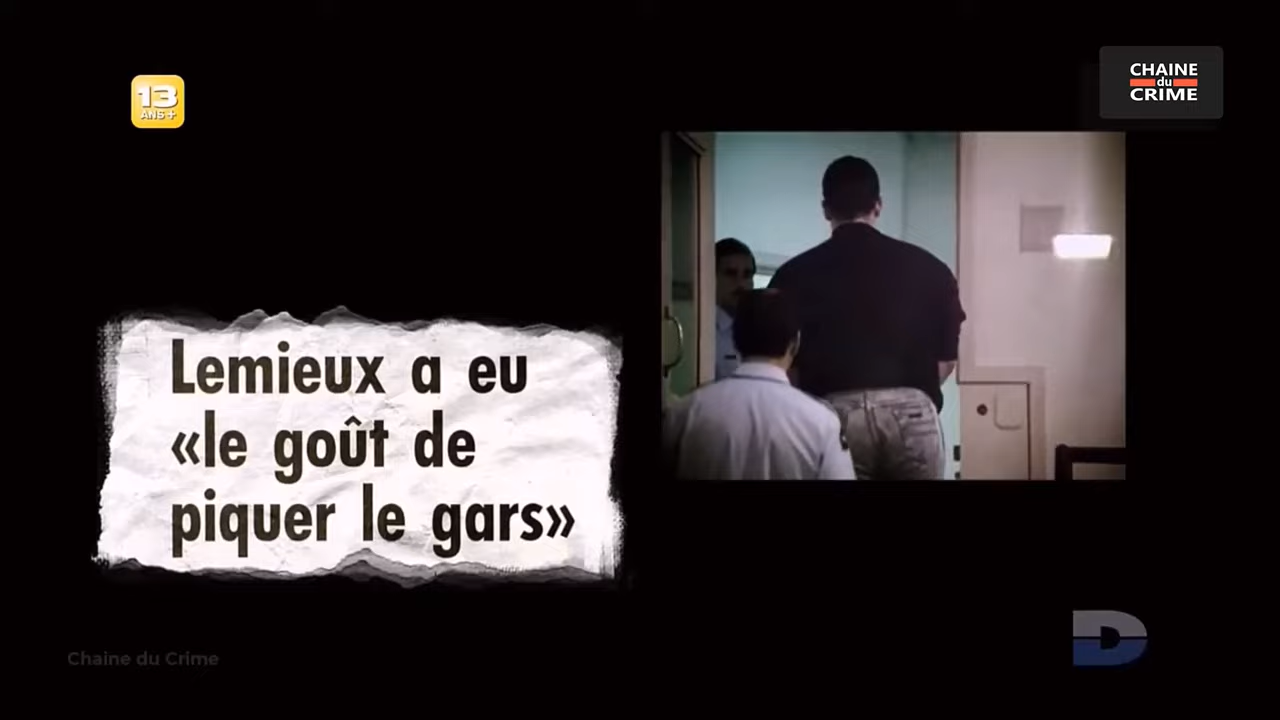 13
ANS+
CHAINE
du
CRIME
Lemieux a eu
«le goût de
piquer le gars»
Chaine du Crime
D